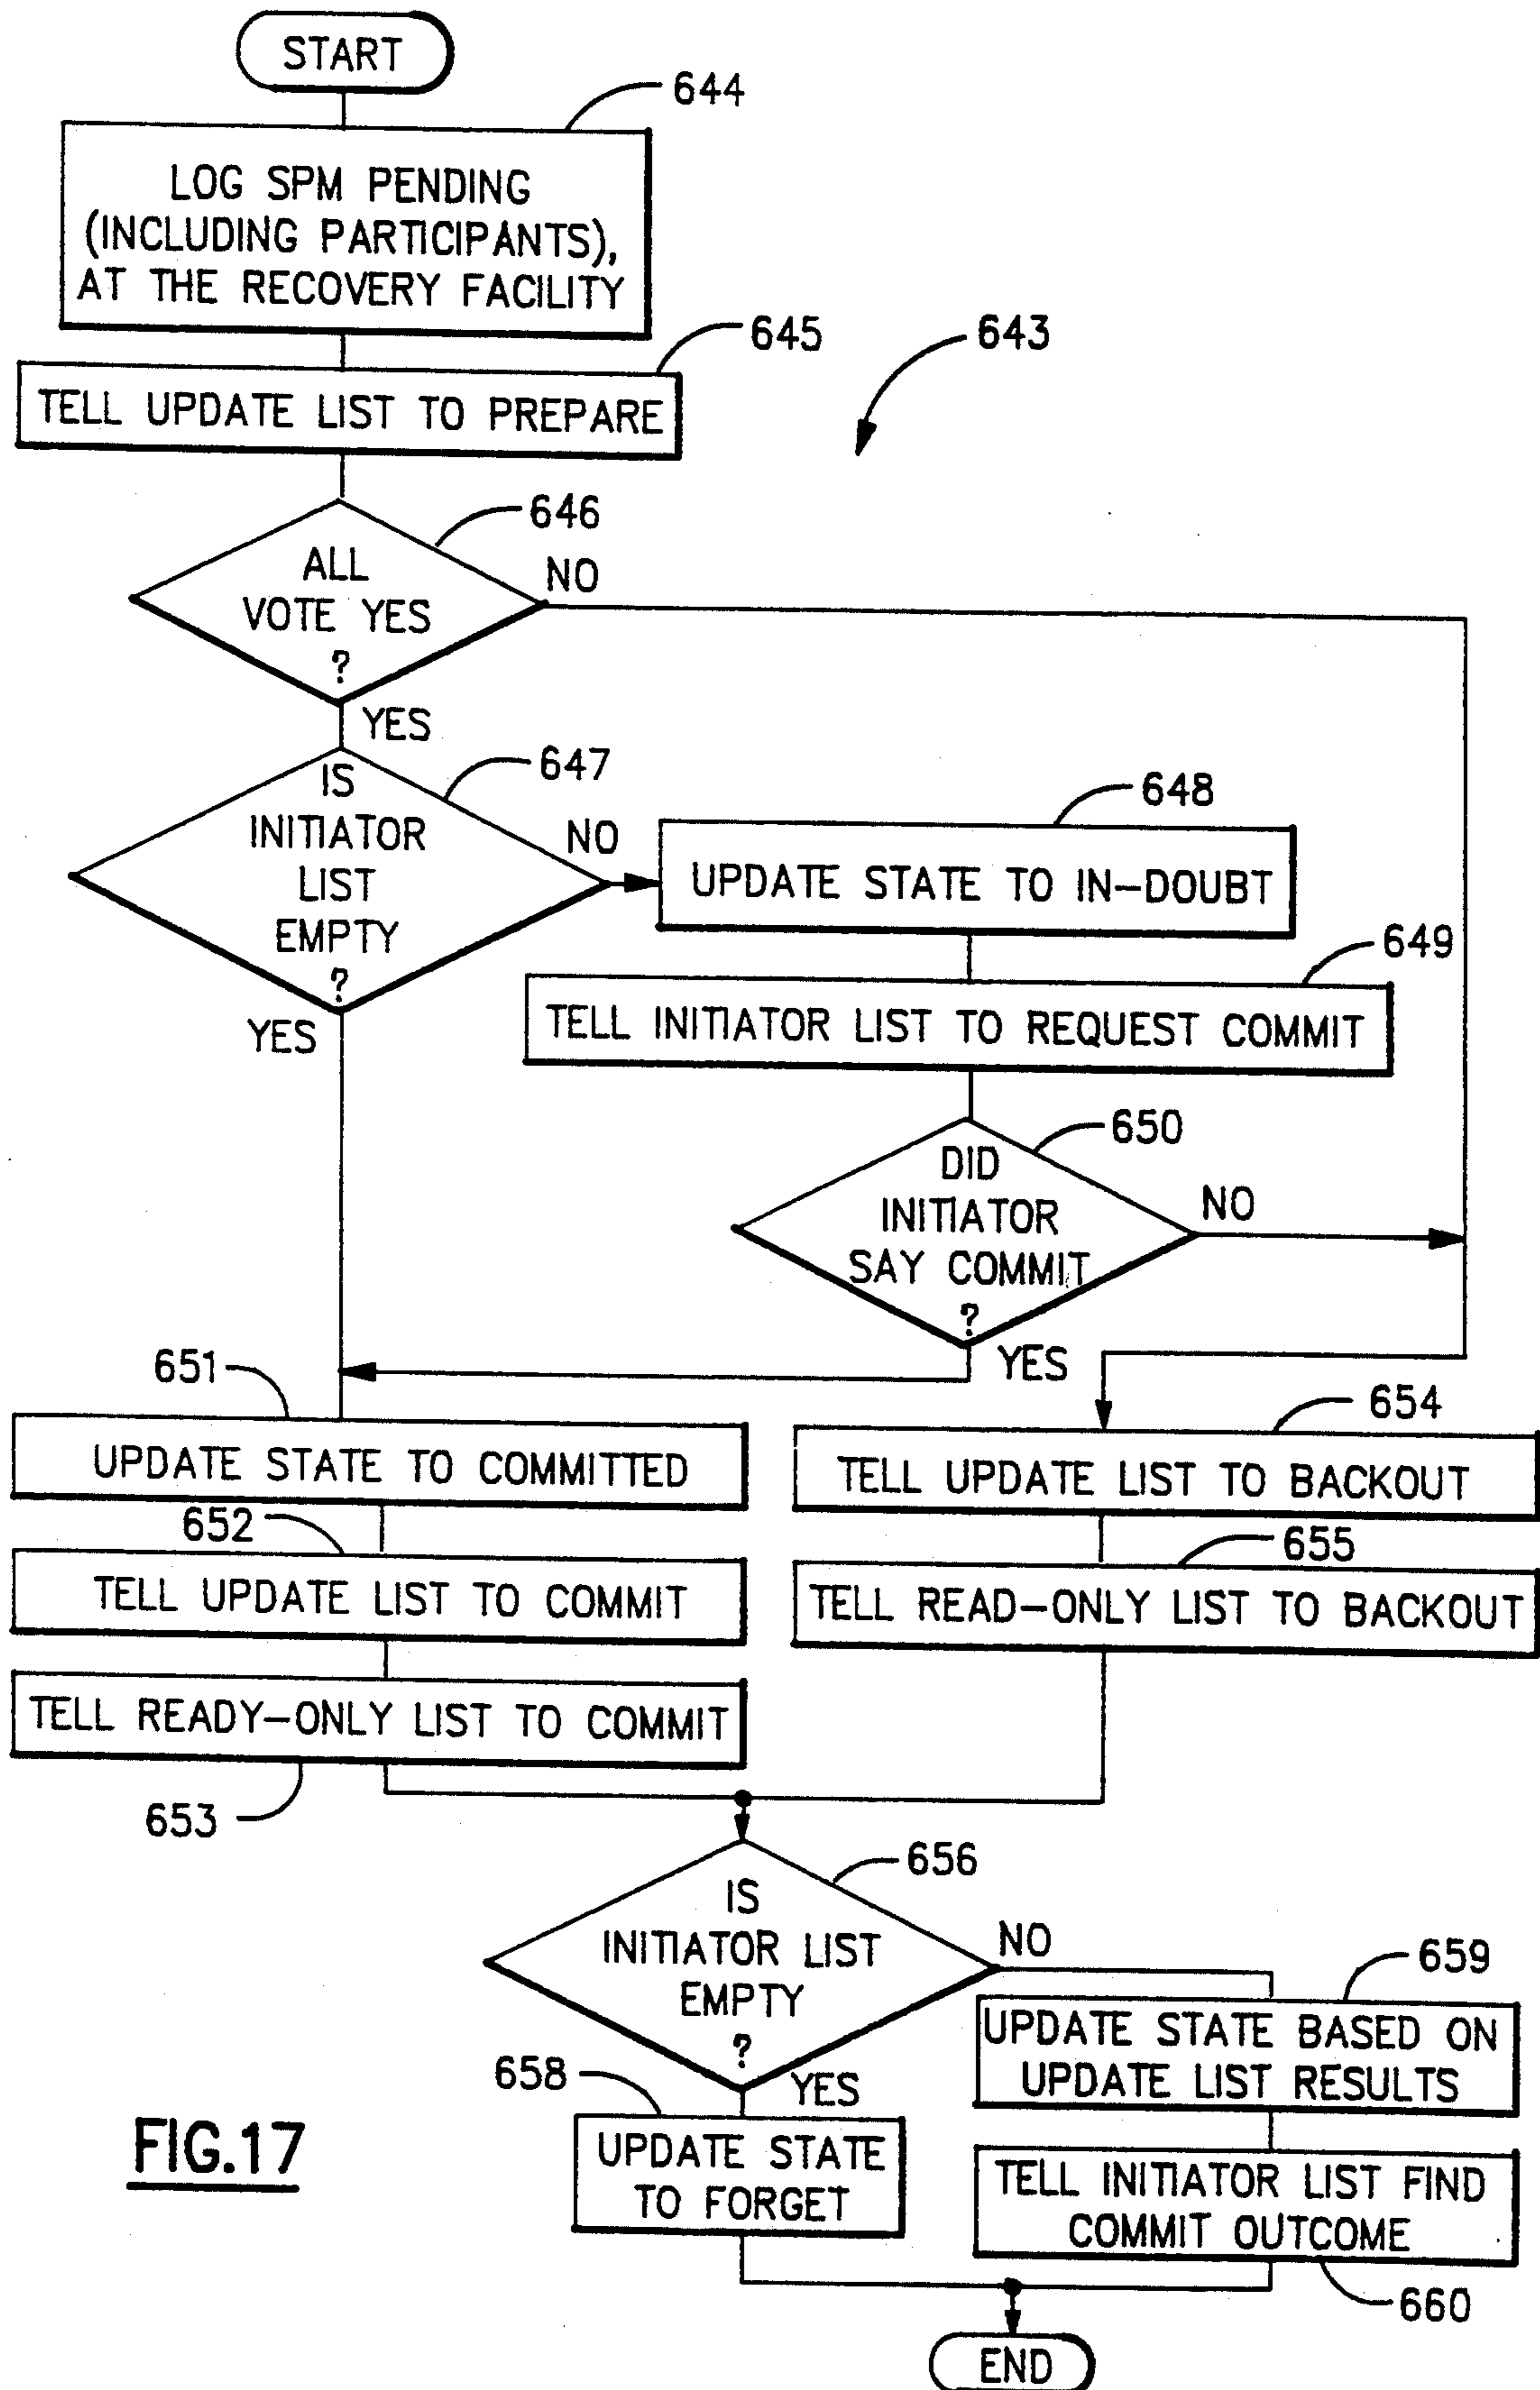 START
644
LOG SPM PENDING
(INCLUDING PARTICIPANTS),
AT THE RECOVERY FACILITY
645
643
TELL UPDATE LIST TO PREPARE
646
ALL
VOTE YES
?
NO
YES
647
IS
INITIATOR
LIST
EMPTY
?
NO
YES
648
UPDATE STATE TO IN-DOUBT
649
TELL INITIATOR LIST TO REQUEST COMMIT
650
DID
INITIATOR
SAY COMMIT
?
NO
YES
651
UPDATE STATE TO COMMITTED
652
TELL UPDATE LIST TO COMMIT
TELL READY-ONLY LIST TO COMMIT
653
654
TELL UPDATE LIST TO BACKOUT
655
TELL READ-ONLY LIST TO BACKOUT
656
IS
INITIATOR LIST
EMPTY
?
NO
YES
658
UPDATE STATE
TO FORGET
659
UPDATE STATE BASED ON
UPDATE LIST RESULTS
TELL INITIATOR LIST FIND
COMMIT OUTCOME
660
END
FIG.17